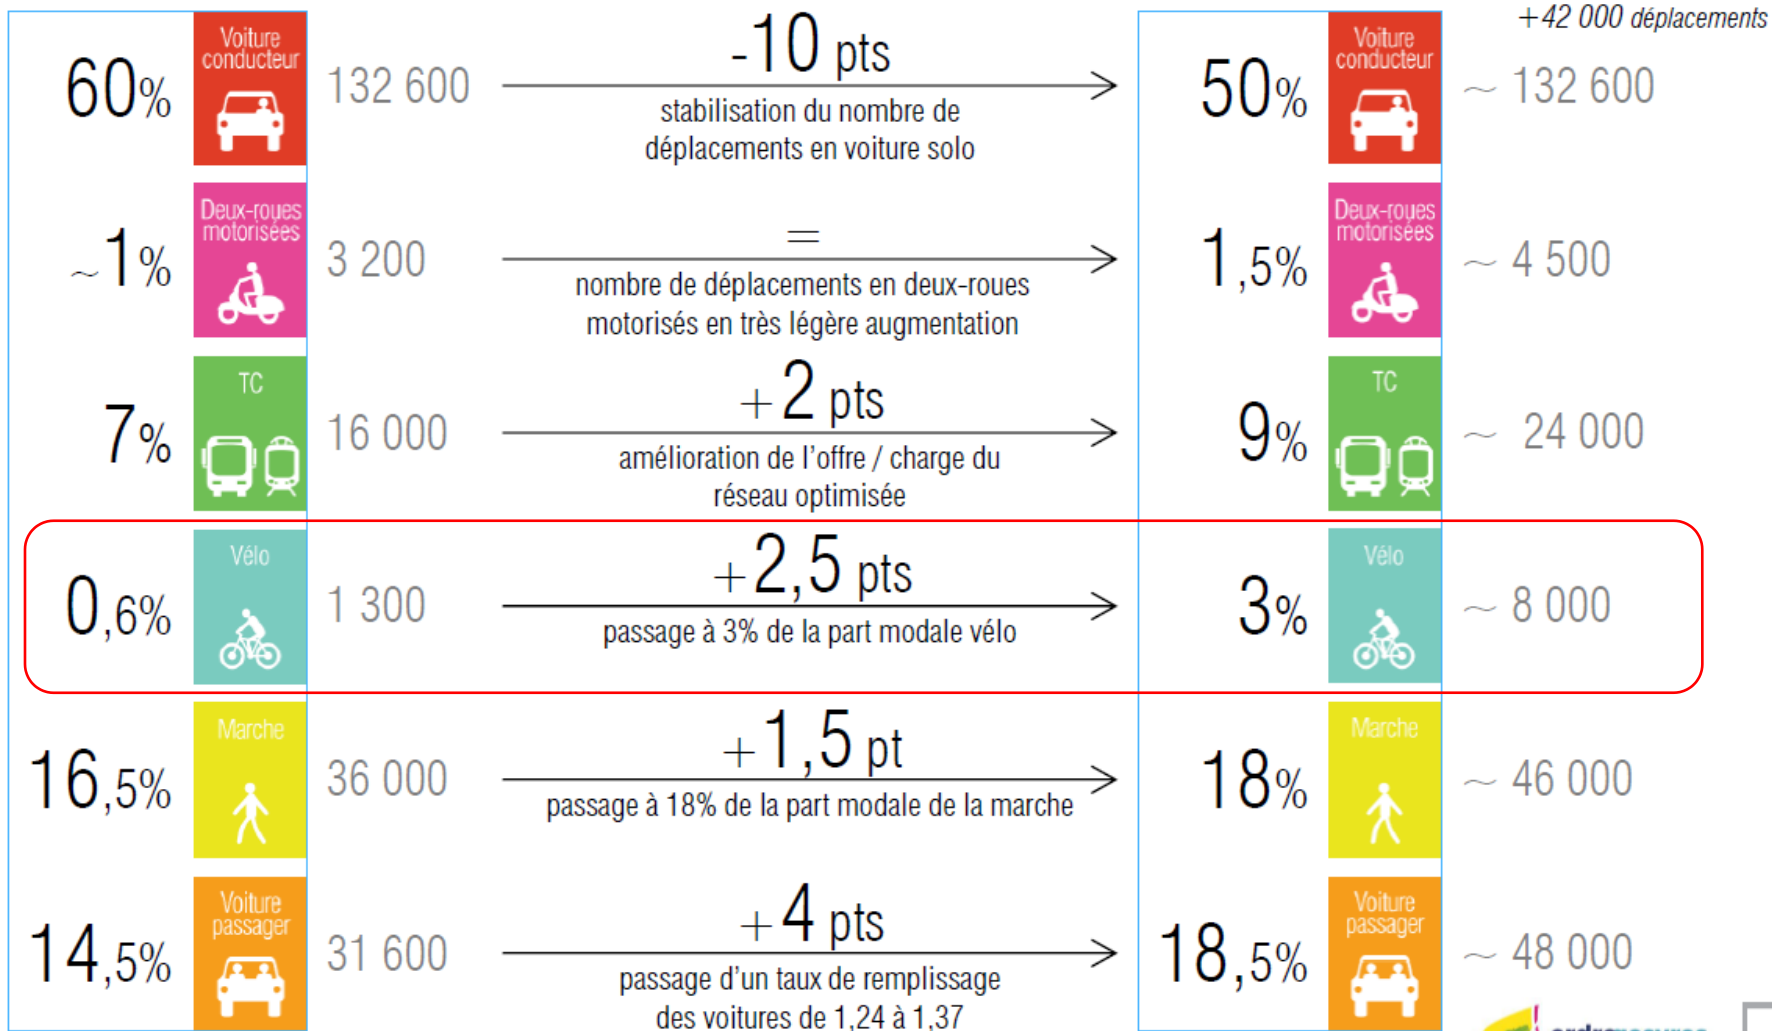 +42 000 déplacements
60%
Voiture
conducteur
132 600
-10 pts
stabilisation du nombre de
déplacements en voiture solo
50%
Voiture
conducteur
~ 132 600
~1%
Deux-roues
motorisées
3 200
=
nombre de déplacements en deux-roues
motorisés en très légère augmentation
1,5%
Deux-roues
motorisées
~ 4 500
7%
TC
16 000
+2 pts
amélioration de l'offre / charge du
réseau optimisée
9%
TC
~ 24 000
0,6%
Vélo
1 300
+2,5 pts
passage à 3% de la part modale vélo
3%
Vélo
~ 8 000
16,5%
Marche
36 000
+1,5 pt
passage à 18% de la part modale de la marche
18%
Marche
~ 46 000
14,5%
Voiture
passager
31 600
+4 pts
passage d'un taux de remplissage
des voitures de 1,24 à 1,37
18,5%
Voiture
passager
~ 48 000